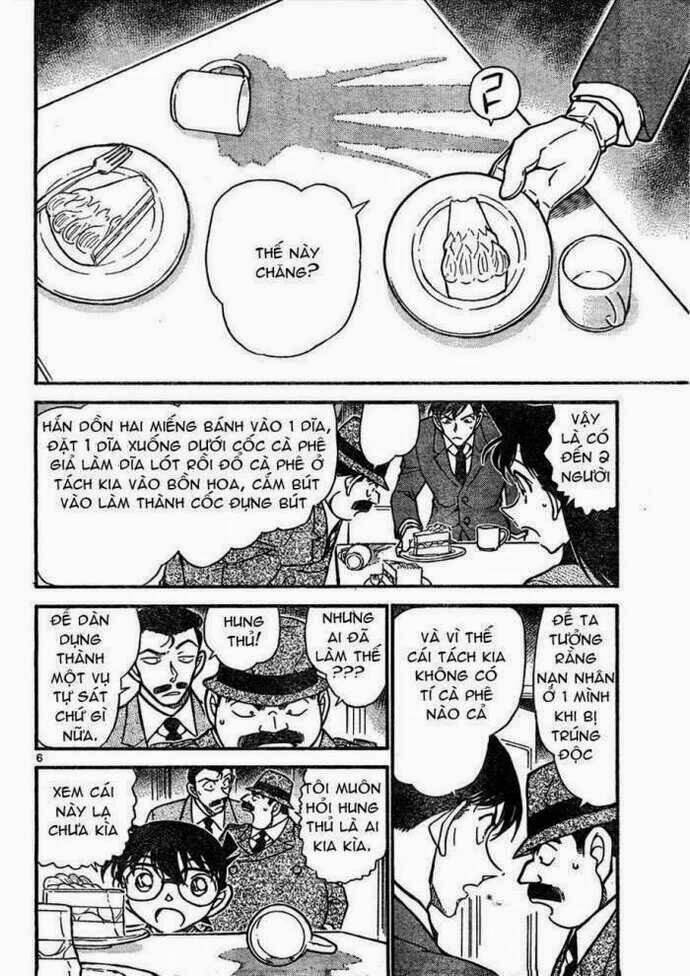 ?
THẾ NÀY
CHĂNG?
VẬY
LÀ CÓ
ĐẾN 2
NGƯỜI
HẮN DỒN HAI MIẾNG BÁNH VÀO 1 DĨA,
ĐẶT 1 DĨA XUỐNG DƯỚI CỐC CÀ PHÊ
GIẢ LÀM DĨA LÓT RỒI ĐỔ CÀ PHÊ Ở
TÁCH KIA VÀO BỒN HOA, CẮM BÚT
VÀO LÀM THÀNH CỐC ĐỰNG BÚT
ĐỂ TA
TƯỞNG
RẰNG
NẠN NHÂN
Ở 1 MÌNH
KHI BỊ
TRÚNG
ĐỘC
VÀ VÌ THẾ
CÁI TÁCH KIA
KHÔNG CÓ
TÍ CÀ PHÊ
NÀO CẢ
NHƯNG
AI ĐÃ
LÀM THẾ
???
HUNG
THỦ!
ĐỂ DÀN
DỰNG
THÀNH
MỘT VỤ
TỰ SÁT
CHỨ GÌ
NỮA.
6
TÔI MUỐN
HỎI HUNG
THỦ LÀ AI
KIA KÌA.
XEM CÁI
NÀY LẠ
CHƯA KÌA